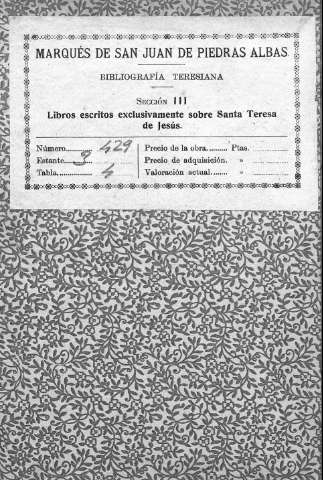 MARQUÉS DE SAN JUAN DE PIEDRAS ALBAS
BIBLIOGRAFÍA TERESIANA
SECCIÓN III
Libros escritos exclusivamente sobre Santa Teresa
de Jesús.
Número 429 Precio de la obra Ptas.
Estante 3 Precio de adquisición. »
Tabla 4 Valoración actual »